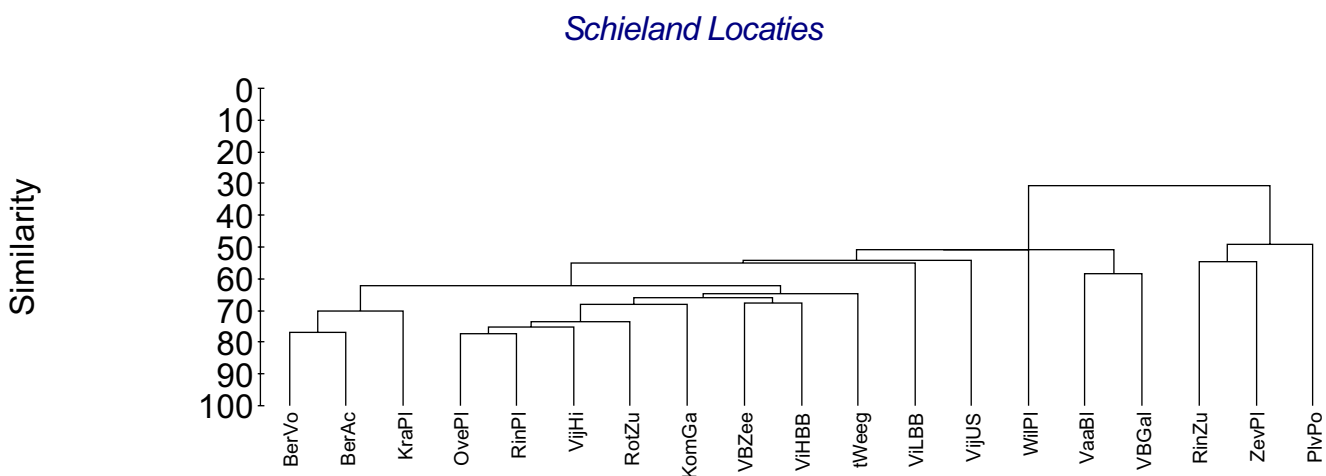 Schieland Locaties
Similarity
0
10
20
30
40
50
60
70
80
90
100
BerVo
BerAc
KraPl
OvePl
RinPl
VijHi
RotZu
KomGa
VBZee
ViHBB
tWeeg
ViLBB
VijUS
WilPl
VaaBl
VBGal
RinZu
ZevPl
PlvPo